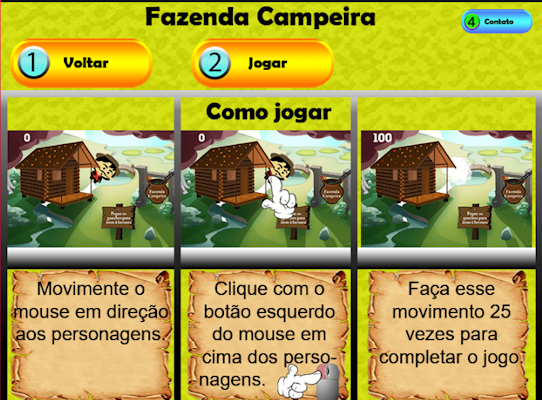 Fazenda Campeira
4 Contato
1 Voltar
2 Jogar
Como jogar
0
Fazenda
Campeira
0
Fazenda
Campeira
100
Fazenda
Campeira
Movimente o
mouse em direção
aos personagens.
Clique com o
botão esquerdo
do mouse em
cima dos perso-
nagens.
Faça esse
movimento 25
vezes para
completar o jogo.